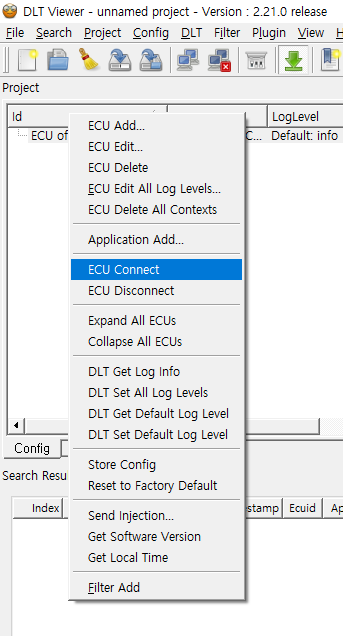 DLT Viewer - unnamed project - Version : 2.21.0 release
File Search Project Config DLT Filter Plugin View H
Project
Id LogLevel
ECU of C... Default: info
ECU Add...
ECU Edit...
ECU Delete
ECU Edit All Log Levels...
ECU Delete All Contexts
Application Add...
ECU Connect
ECU Disconnect
Expand All ECUs
Collapse All ECUs
DLT Get Log Info
DLT Set All Log Levels
DLT Get Default Log Level
DLT Set Default Log Level
Config
Store Config
Search Resu
Reset to Factory Default
Index stamp Ecuid Ap
Send Injection...
Get Software Version
Get Local Time
Filter Add